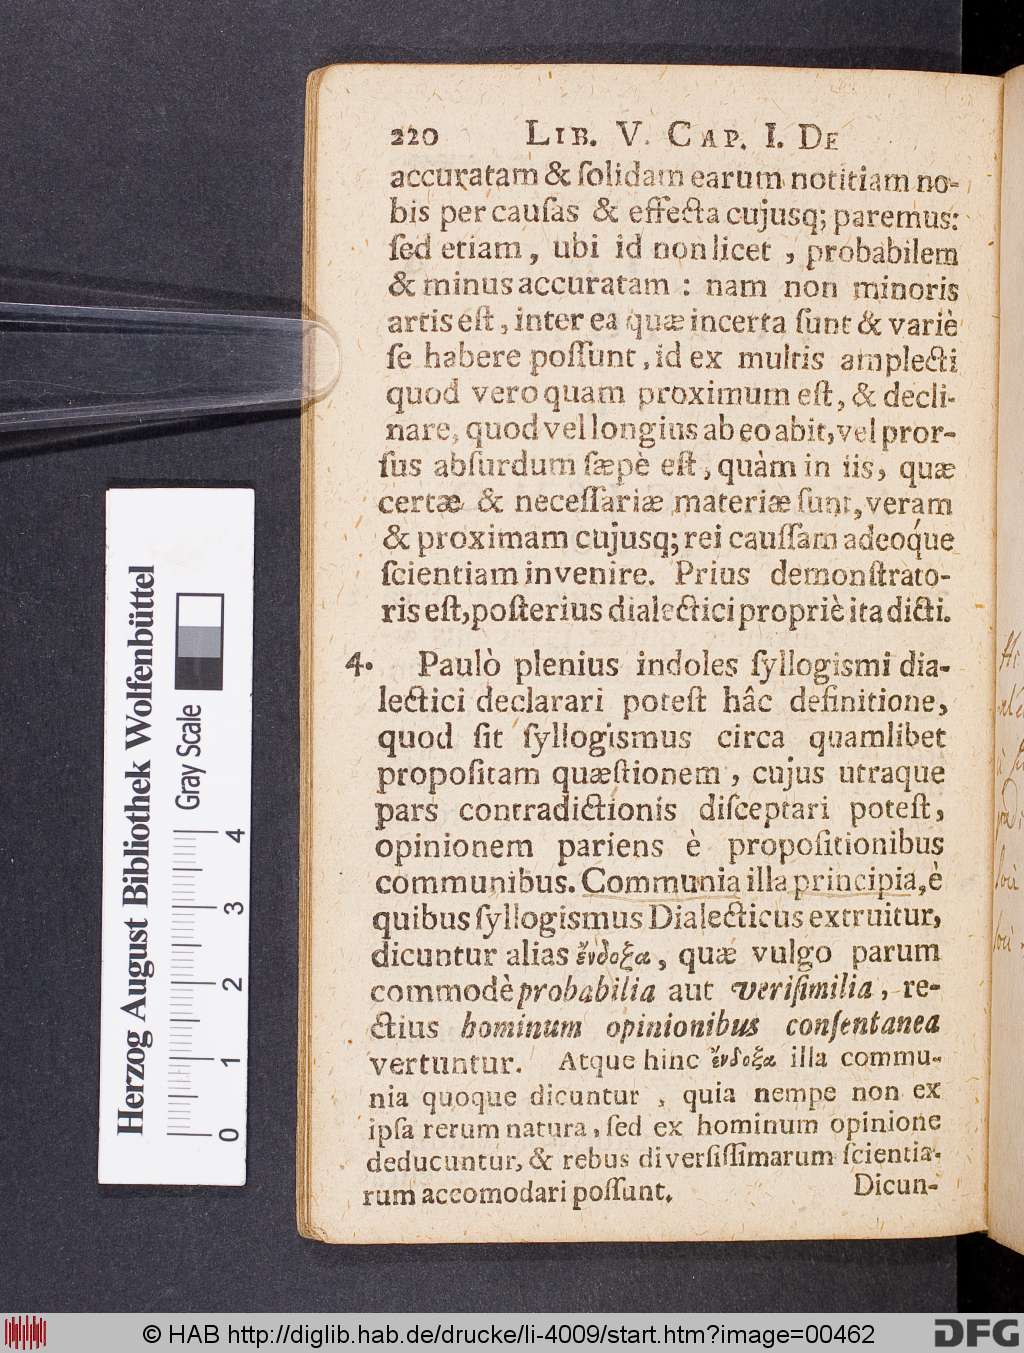 220 LIB. V. CAP. I. DE
accuratam & ſolidam earum notitiam no-
bis per cauſas & effecta cujusq; paremus:
ſed etiam, ubi id non licet, probabilem
& minus accuratam: nam non minoris
artis eſt, inter ea quæ incerta ſunt & variè
ſe habere poſſunt, id ex multis amplecti
quod vero quam proximum eſt, & decli-
nare, quod vel longius ab eo abit, vel pror-
ſus abſurdum ſæpè eſt, quàm in iis, quæ
certæ & neceſſariæ materiæ ſunt, veram
& proximam cujusq; rei cauſſam adeoq́ue
ſcientiam invenire. Prius demonſtrato-
ris eſt, poſterius dialectici propriè ita dicti.
4. Paulò plenius indoles ſyllogismi dia-
lectici declarari poteſt hâc definitione,
quod ſit ſyllogismus circa quamlibet
propoſitam quæſtionem, cujus utraque
pars contradictionis diſceptari poteſt,
opinionem pariens è propoſitionibus
communibus. Communia illa principia, è
quibus ſyllogismus Dialecticus extruitur,
dicuntur alias ἔνδοξα, quæ vulgo parum
commodè probabilia aut veriſimilia, re-
ctius hominum opinionibus conſentanea
vertuntur. Atque hinc ἔνδοξα illa commu-
nia quoque dicuntur, quia nempe non ex
ipſa rerum natura, ſed ex hominum opinione
deducuntur, & rebus diverſiſſimarum ſcientia-
rum accomodari poſſunt.
Dicun-
Herzog August Bibliothek Wolfenbüttel
Gray Scale
0 1 2 3 4
© HAB http://diglib.hab.de/drucke/li-4009/start.htm?image=00462
DFG